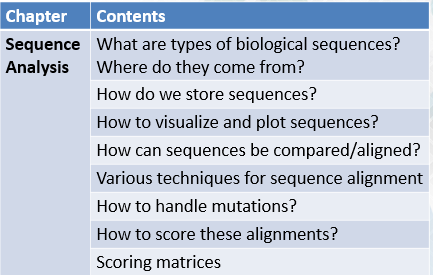 Chapter Contents
Sequence Analysis
What are types of biological sequences?
Where do they come from?
How do we store sequences?
How to visualize and plot sequences?
How can sequences be compared/aligned?
Various techniques for sequence alignment
How to handle mutations?
How to score these alignments?
Scoring matrices